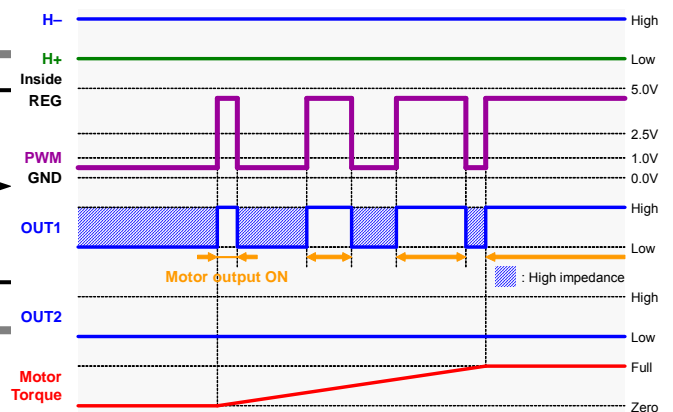 H–
High
H+
Low
Inside
REG
5.0V
2.5V
PWM
1.0V
GND
0.0V
High
OUT1
Low
Motor output ON
: High impedance
High
OUT2
Low
Full
Motor
Torque
Zero